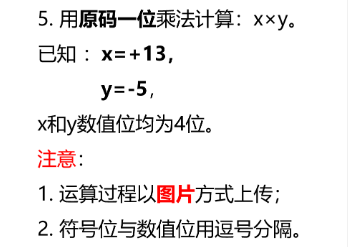 5. 用原码一位乘法计算：x×y。
已知 ：x=+13，
y=-5，
x和y数值位均为4位。
注意：
1. 运算过程以图片方式上传；
2. 符号位与数值位用逗号分隔。